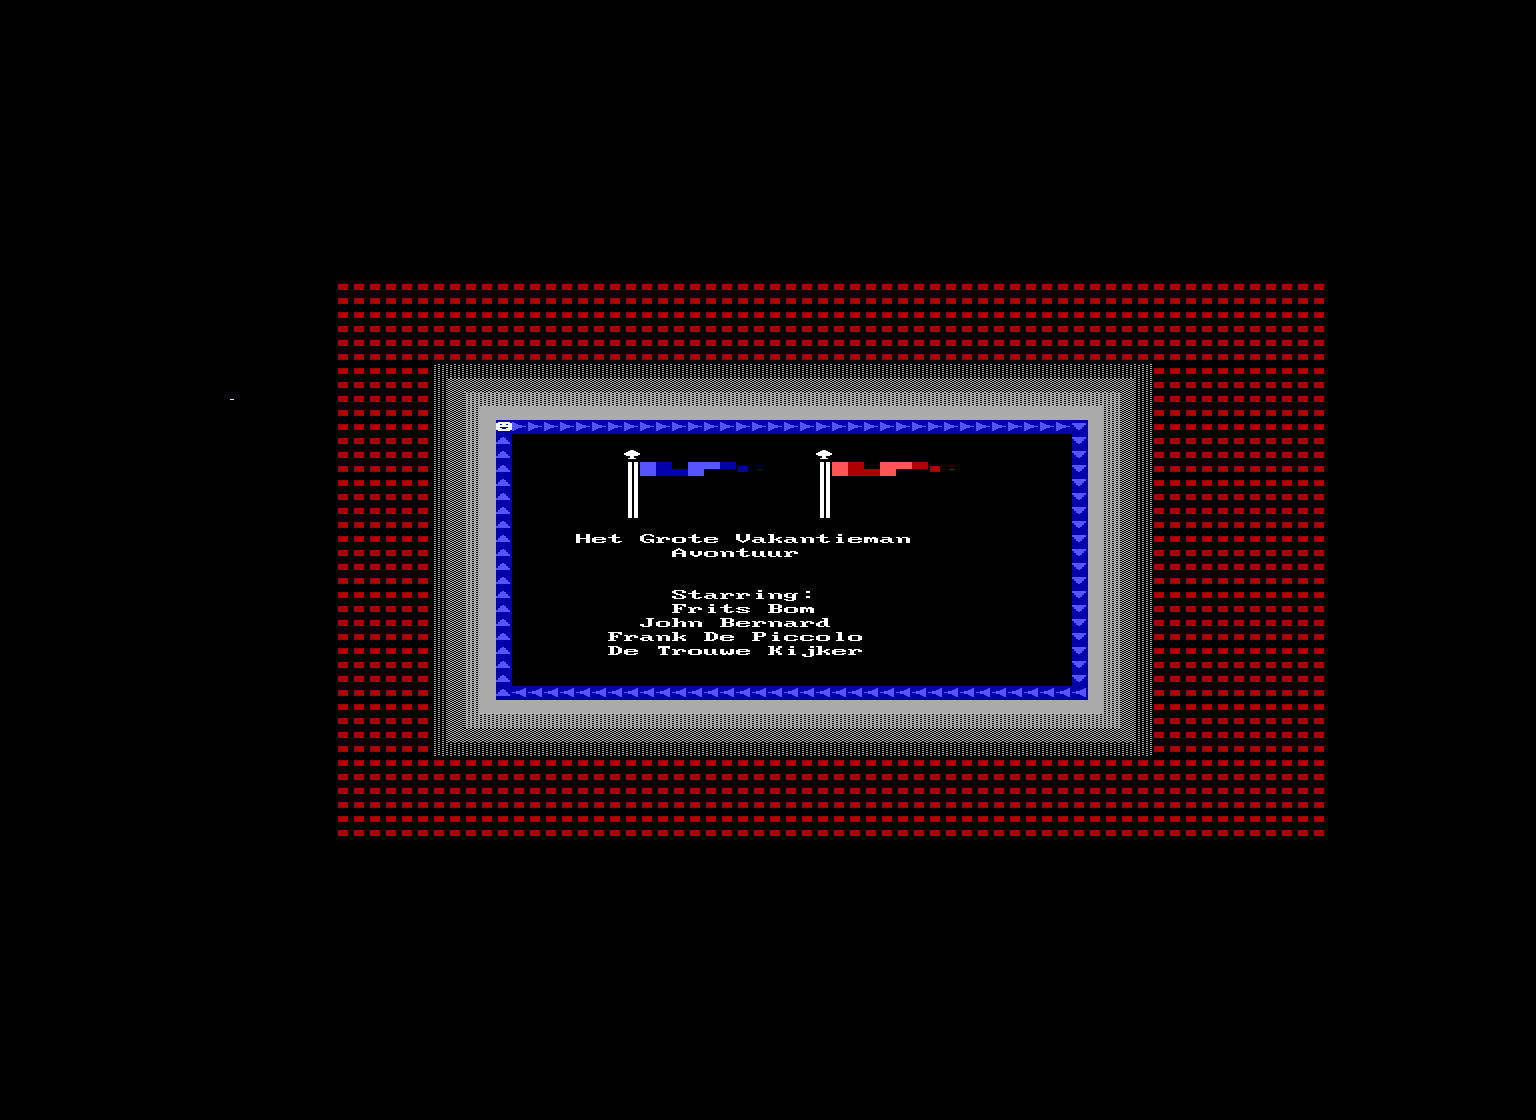 Het Grote Vakantieman
Avontuur
Starring:
Frits Bom
John Bernard
Frank De Piccolo
De Trouwe Kijker